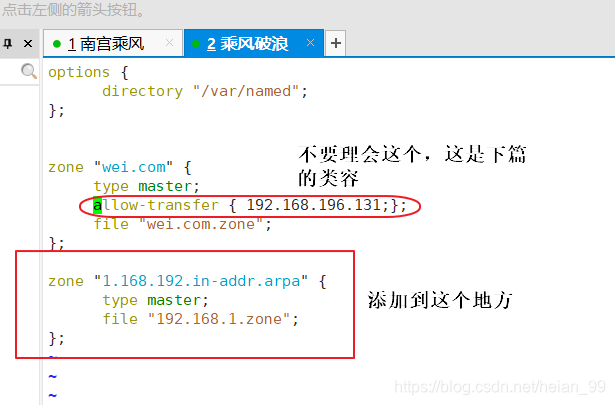 点击左侧的箭头按钮。
1 南宫乘风
2 乘风破浪
options {
directory "/var/named";
};
zone "wei.com" {
type master;
allow-transfer { 192.168.196.131;};
file "wei.com.zone";
};
不要理会这个，这是下篇
的类容
zone "1.168.192.in-addr.arpa" {
type master;
file "192.168.1.zone";
};
添加到这个地方
~
~
~
https://blog.csdn.net/heian_99